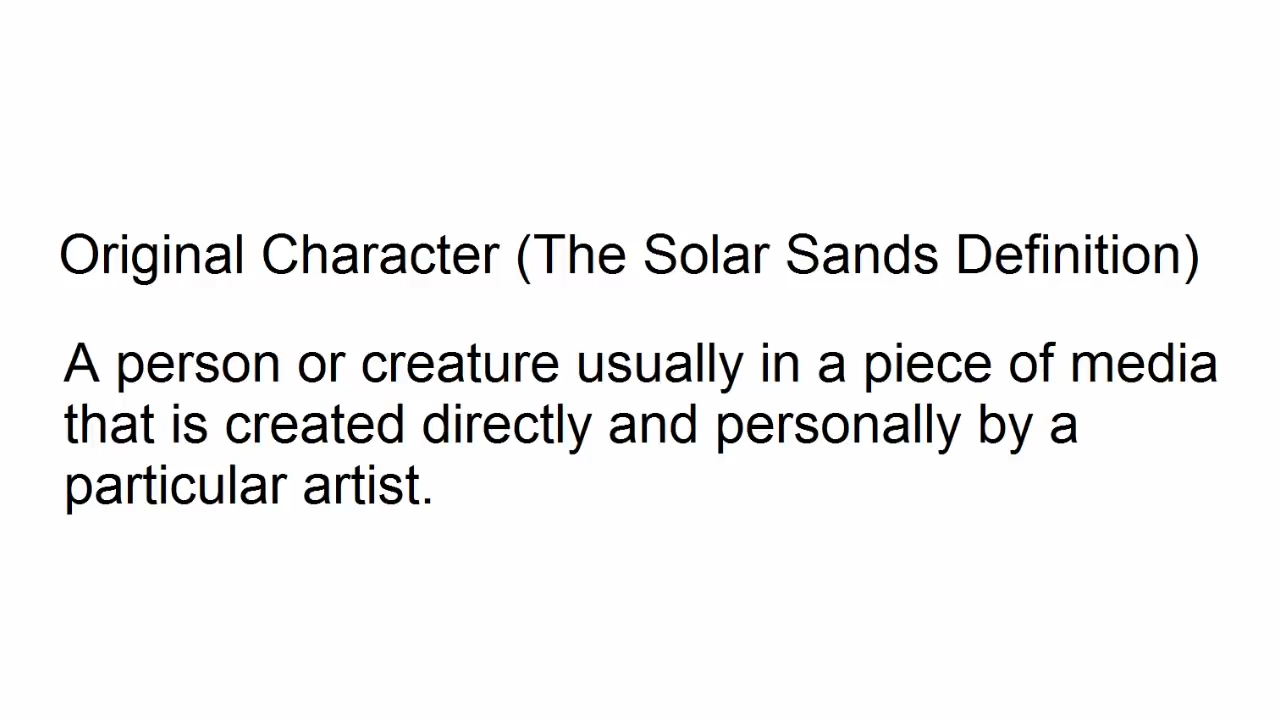 Original Character (The Solar Sands Definition)
A person or creature usually in a piece of media
that is created directly and personally by a
particular artist.